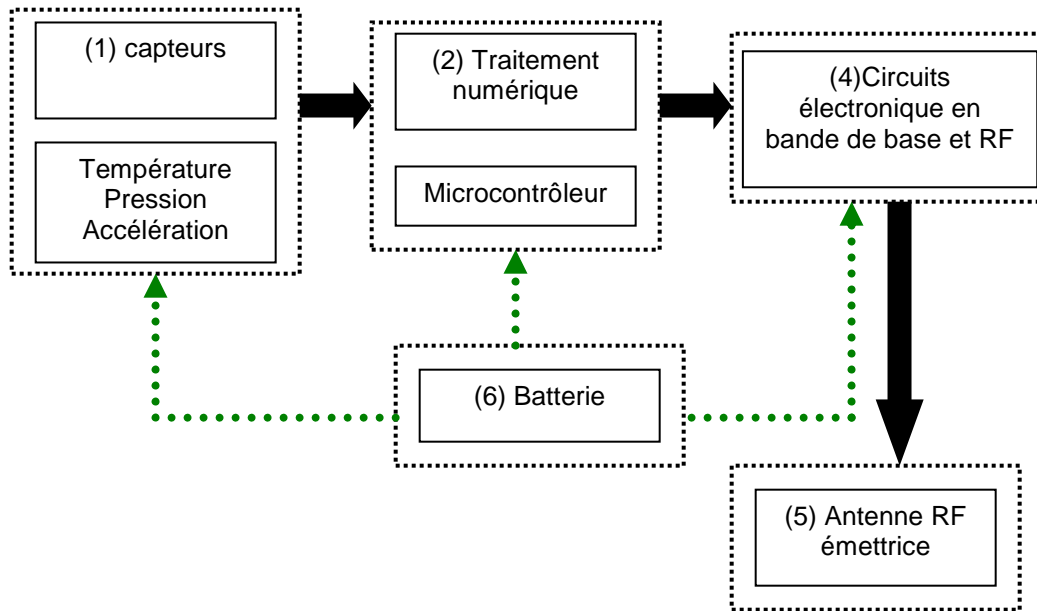 (1) capteurs
Température
Pression
Accélération
(2) Traitement
numérique
Microcontrôleur
(4)Circuits
électronique en
bande de base et RF
(6) Batterie
(5) Antenne RF
émettrice